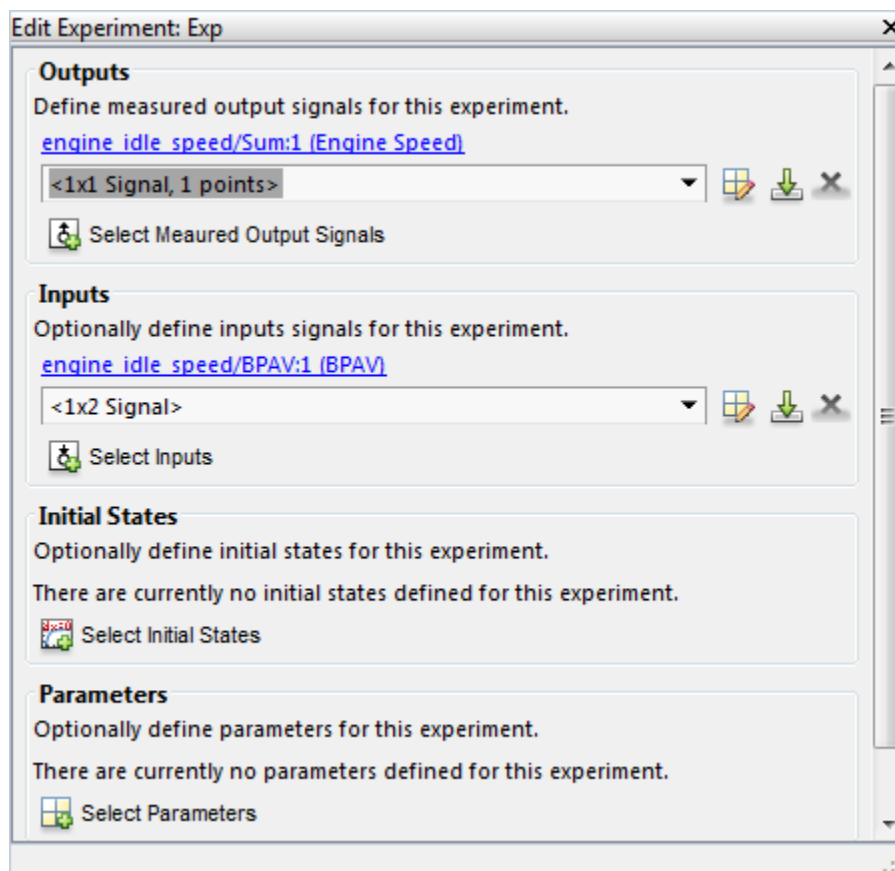 Edit Experiment: Exp
Outputs
Define measured output signals for this experiment.
engine_idle_speed/Sum:1 (Engine Speed)
<1x1 Signal, 1 points>
Select Meaured Output Signals
Inputs
Optionally define inputs signals for this experiment.
engine_idle_speed/BPAV:1 (BPAV)
<1x2 Signal>
Select Inputs
Initial States
Optionally define initial states for this experiment.
There are currently no initial states defined for this experiment.
Select Initial States
Parameters
Optionally define parameters for this experiment.
There are currently no parameters defined for this experiment.
Select Parameters